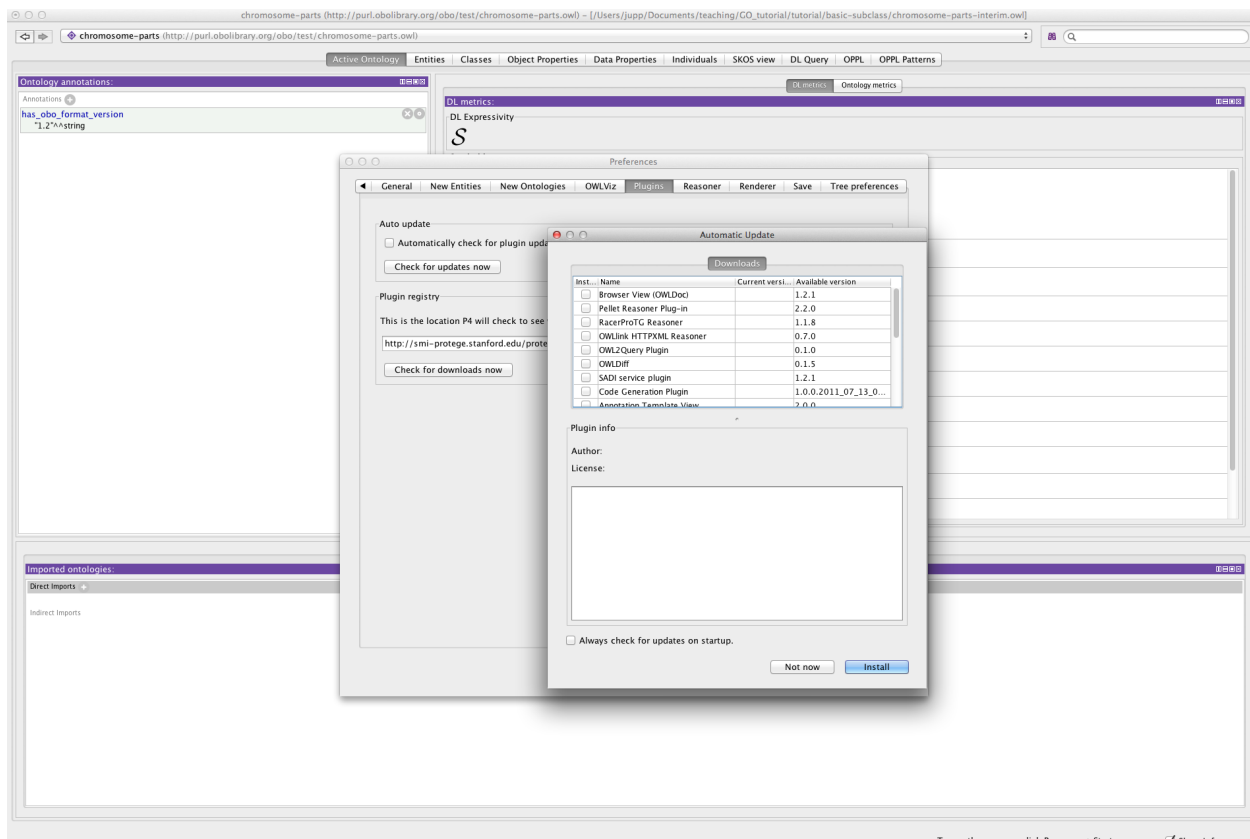 chromosome-parts (http://purl.obolibrary.org/obo/test/chromosome-parts.owl) – [/Users/jupp/Documents/teaching/GO_tutorial/tutorial/basic-subclass/chromosome-parts-interim.owl]
chromosome-parts (http://purl.obolibrary.org/obo/test/chromosome-parts.owl)
Active Ontology Entities Classes Object Properties Data Properties Individuals SKOS view DL Query OPPL OPPL Patterns
Ontology annotations:
Annotations
has_obo_format_version
"1.2"^^string
DL metrics Ontology metrics
DL metrics:
DL Expressivity
S
Preferences
General New Entities New Ontologies OWLViz Plugins Reasoner Renderer Save Tree preferences
Auto update
Automatically check for plugin upda
Check for updates now
Plugin registry
This is the location P4 will check to see
http://smi-protege.stanford.edu/prote
Check for downloads now
Automatic Update
Downloads
Inst... Name Current versi... Available version
Browser View (OWLDoc) 1.2.1
Pellet Reasoner Plug-in 2.2.0
RacerProTG Reasoner 1.1.8
OWLlink HTTPXML Reasoner 0.7.0
OWL2Query Plugin 0.1.0
OWLDiff 0.1.5
SADI service plugin 1.2.1
Code Generation Plugin 1.0.0.2011_07_13_0...
Annotation Template View 2.0.0
Plugin info
Author:
License:
Always check for updates on startup.
Not now Install
Imported ontologies:
Direct Imports
Indirect Imports